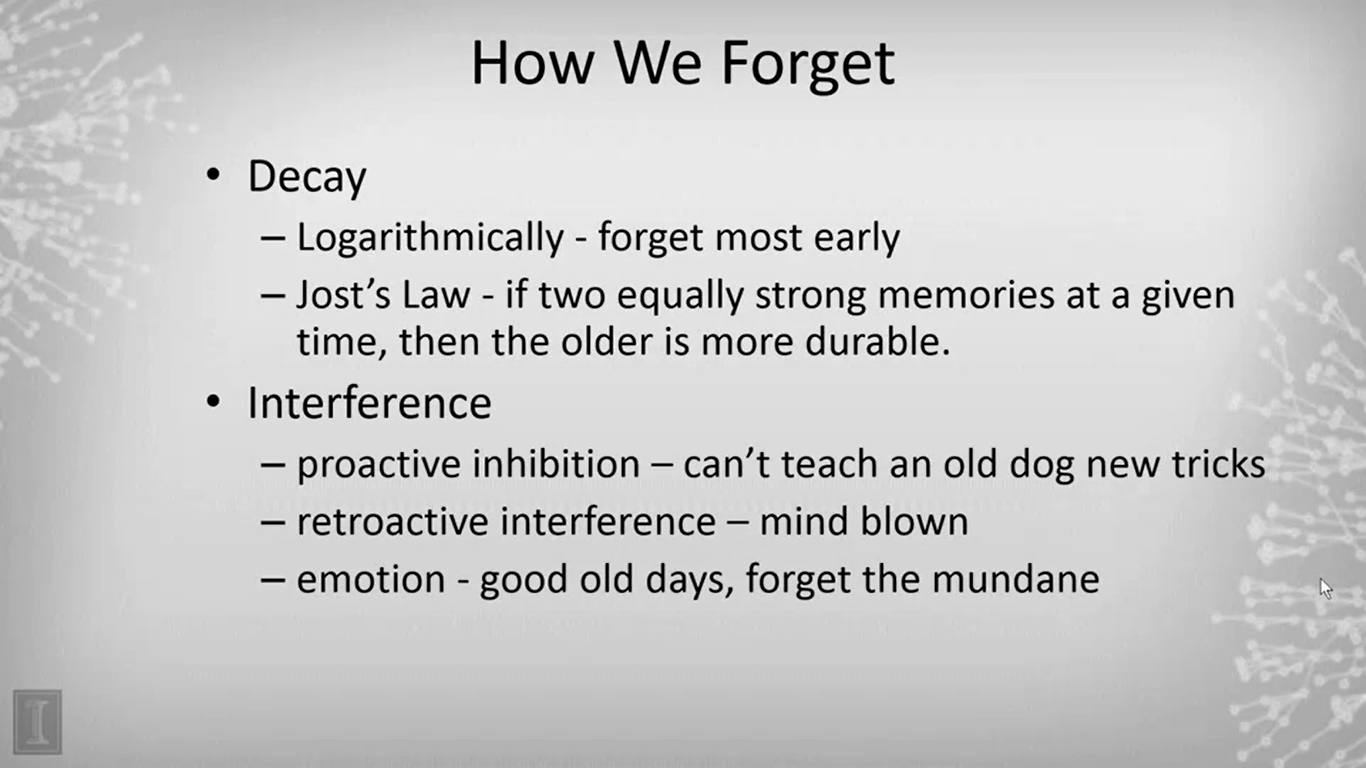 How We Forget
• Decay
– Logarithmically - forget most early
– Jost’s Law - if two equally strong memories at a given
time, then the older is more durable.
• Interference
– proactive inhibition – can’t teach an old dog new tricks
– retroactive interference – mind blown
– emotion - good old days, forget the mundane
I